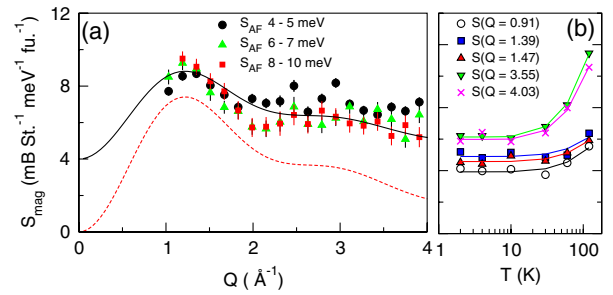 (a)
S_AF 4 - 5 meV
S_AF 6 - 7 meV
S_AF 8 - 10 meV
12
8
4
0
S_mag (mB St.⁻¹ meV⁻¹ fu.⁻¹)
0
1
2
3
4
Q ( Å⁻¹)
(b)
S(Q = 0.91)
S(Q = 1.39)
S(Q = 1.47)
S(Q = 3.55)
S(Q = 4.03)
1
10
100
T (K)